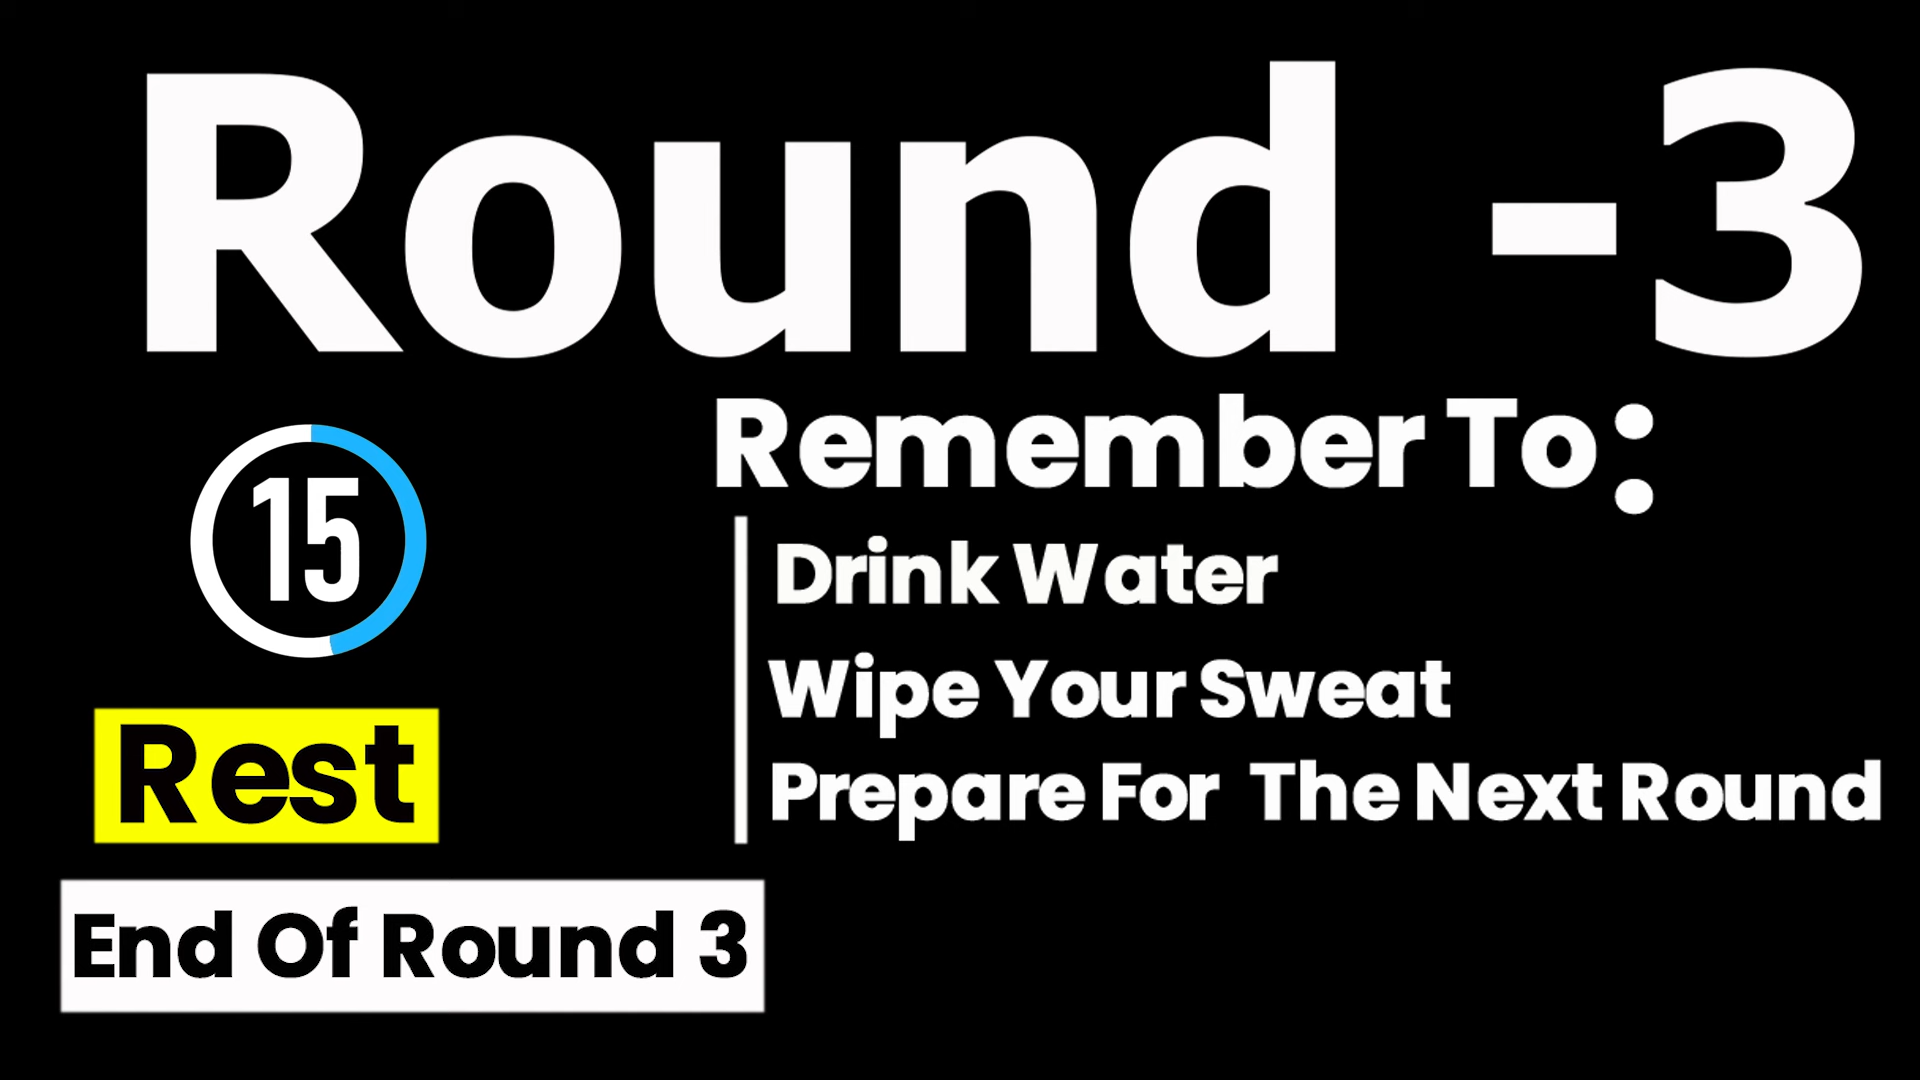 Round -3
Remember To:
15
Drink Water
Wipe Your Sweat
Prepare For The Next Round
Rest
End Of Round 3